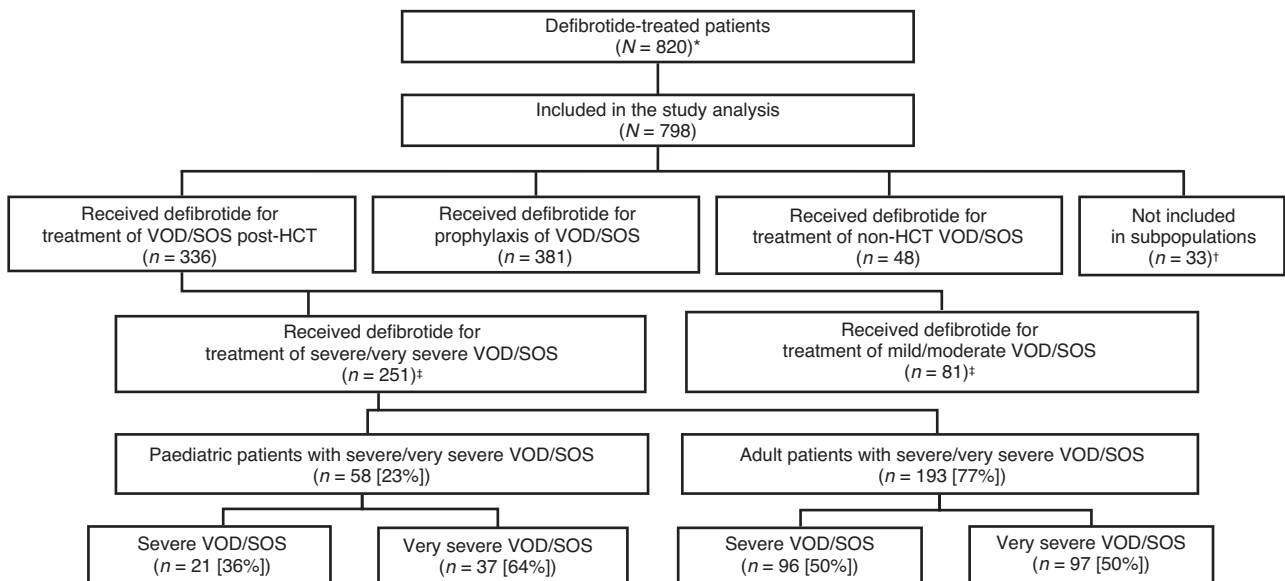 Defibrotide-treated patients
(N = 820)*
Included in the study analysis
(N = 798)
Received defibrotide for
treatment of VOD/SOS post-HCT
(n = 336)
Received defibrotide for
prophylaxis of VOD/SOS
(n = 381)
Received defibrotide for
treatment of non-HCT VOD/SOS
(n = 48)
Not included
in subpopulations
(n = 33)†
Received defibrotide for
treatment of severe/very severe VOD/SOS
(n = 251)‡
Received defibrotide for
treatment of mild/moderate VOD/SOS
(n = 81)‡
Paediatric patients with severe/very severe VOD/SOS
(n = 58 [23%])
Adult patients with severe/very severe VOD/SOS
(n = 193 [77%])
Severe VOD/SOS
(n = 21 [36%])
Very severe VOD/SOS
(n = 37 [64%])
Severe VOD/SOS
(n = 96 [50%])
Very severe VOD/SOS
(n = 97 [50%])